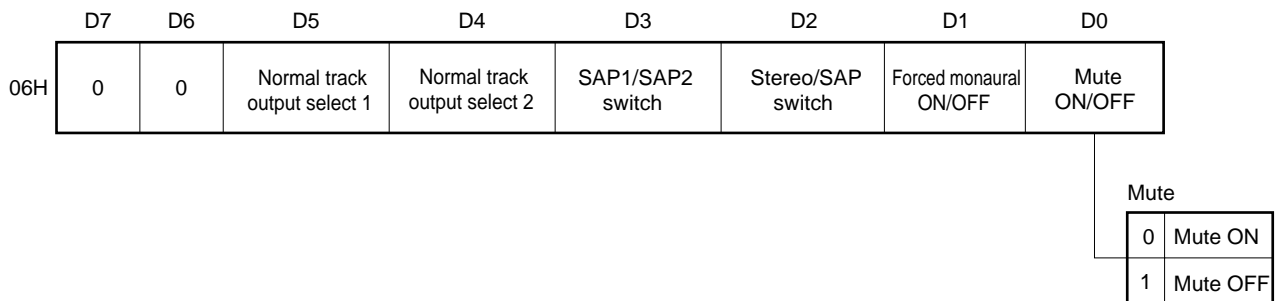 D7 D6 D5 D4 D3 D2 D1 D0
06H 0 0 Normal track output select 1 Normal track output select 2 SAP1/SAP2 switch Stereo/SAP switch Forced monaural ON/OFF Mute ON/OFF
Mute
0 Mute ON
1 Mute OFF